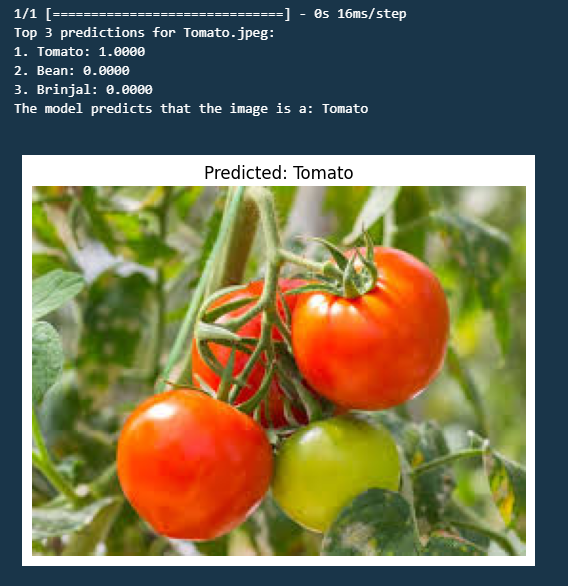 1/1 [==============================] - 0s 16ms/step
Top 3 predictions for Tomato.jpeg:
1. Tomato: 1.0000
2. Bean: 0.0000
3. Brinjal: 0.0000
The model predicts that the image is a: Tomato
Predicted: Tomato